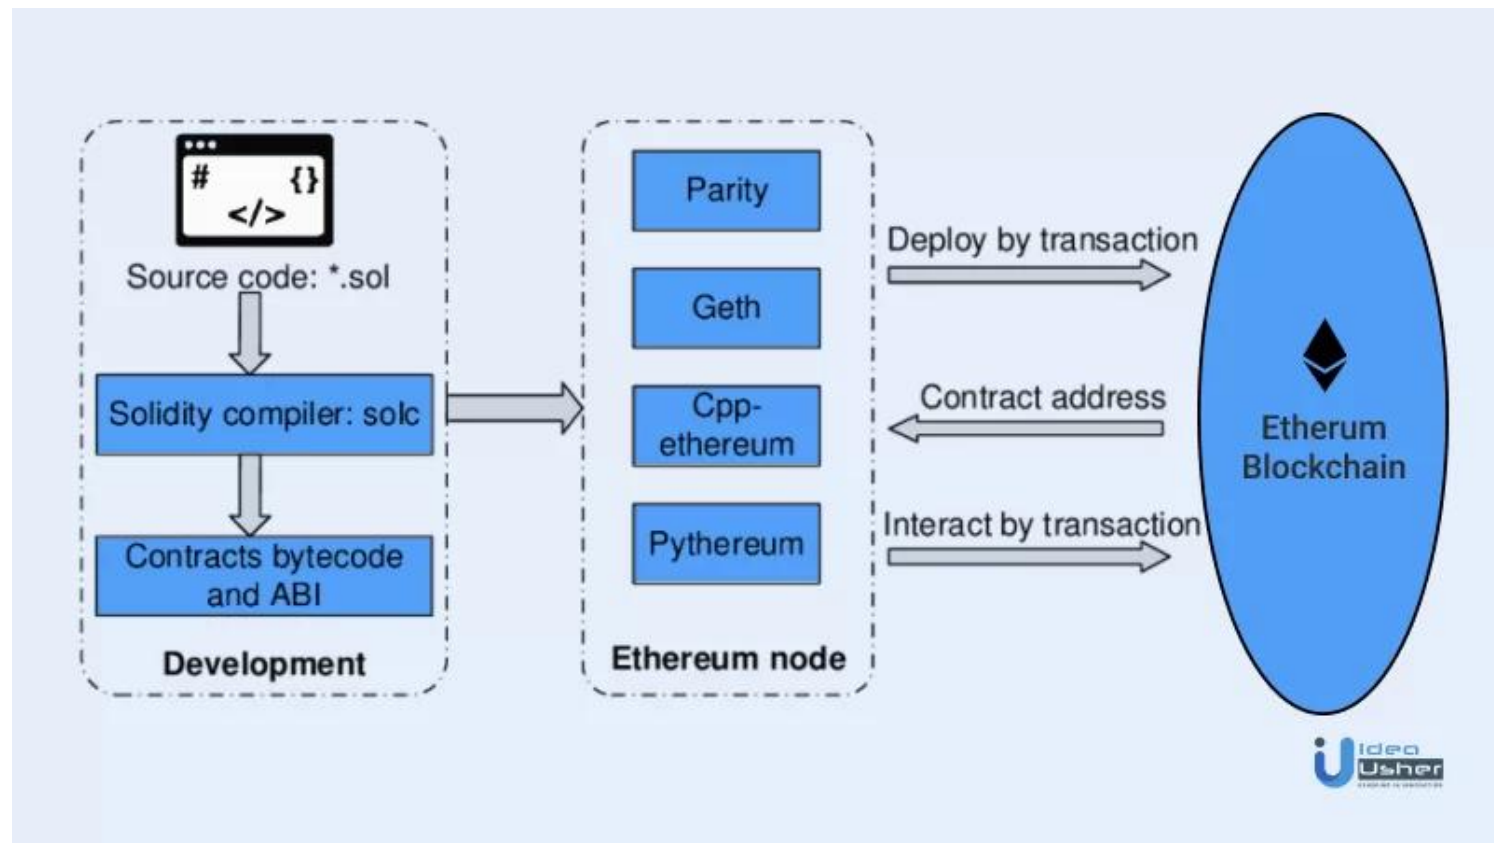 # {}
</>
Source code: *.sol
Solidity compiler: solc
Contracts bytecode
and ABI
Development
Parity
Geth
Cpp-
ethereum
Pythereum
Ethereum node
Deploy by transaction
Contract address
Interact by transaction
Etherum
Blockchain
Idea
Usher